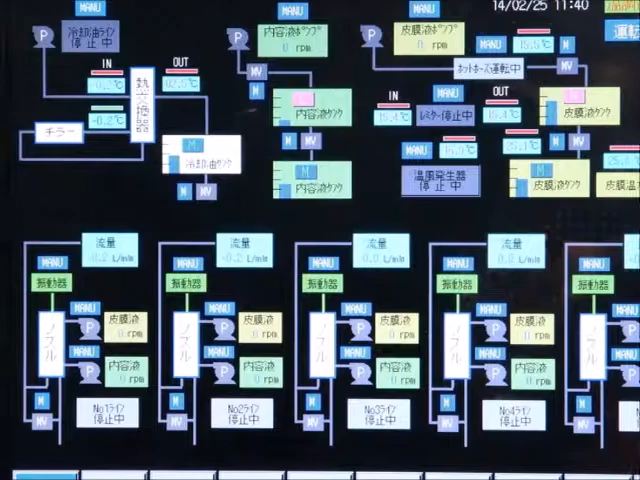 14/02/25 11:40
MANU
MANU
MANU
運転
冷却油ライン
停止中
内容液ポンプ
0 rpm
皮膜液ポンプ
0 rpm
MANU
M
P
P
P
IN
OUT
MV
ホットホース運転中
MV
M
熱交換器
IN
MANU
OUT
チラー
-0.2℃
内容液タンク
レミター停止中
皮膜液タンク
M
MV
M
MV
M
冷却油タンク
MANU
温風発生器
停止中
M
内容液タンク
M
皮膜液タンク
皮膜温
M
MV
流量
-0.2 L/min
流量
-0.2 L/min
流量
0.0 L/min
流量
0.0 L/min
MANU
MANU
MANU
MANU
MANU
振動器
振動器
振動器
振動器
振動器
MANU
MANU
MANU
MANU
MANU
ノズル
P
皮膜液
0 rpm
ノズル
P
皮膜液
0 rpm
ノズル
P
皮膜液
0 rpm
ノズル
P
皮膜液
0 rpm
ノズル
P
MANU
MANU
MANU
MANU
MANU
P
内容液
0 rpm
P
内容液
0 rpm
P
内容液
0 rpm
P
内容液
0 rpm
P
M
M
M
M
M
MV
MV
MV
MV
MV
No1ライン
停止中
No2ライン
停止中
No3ライン
停止中
No4ライン
停止中